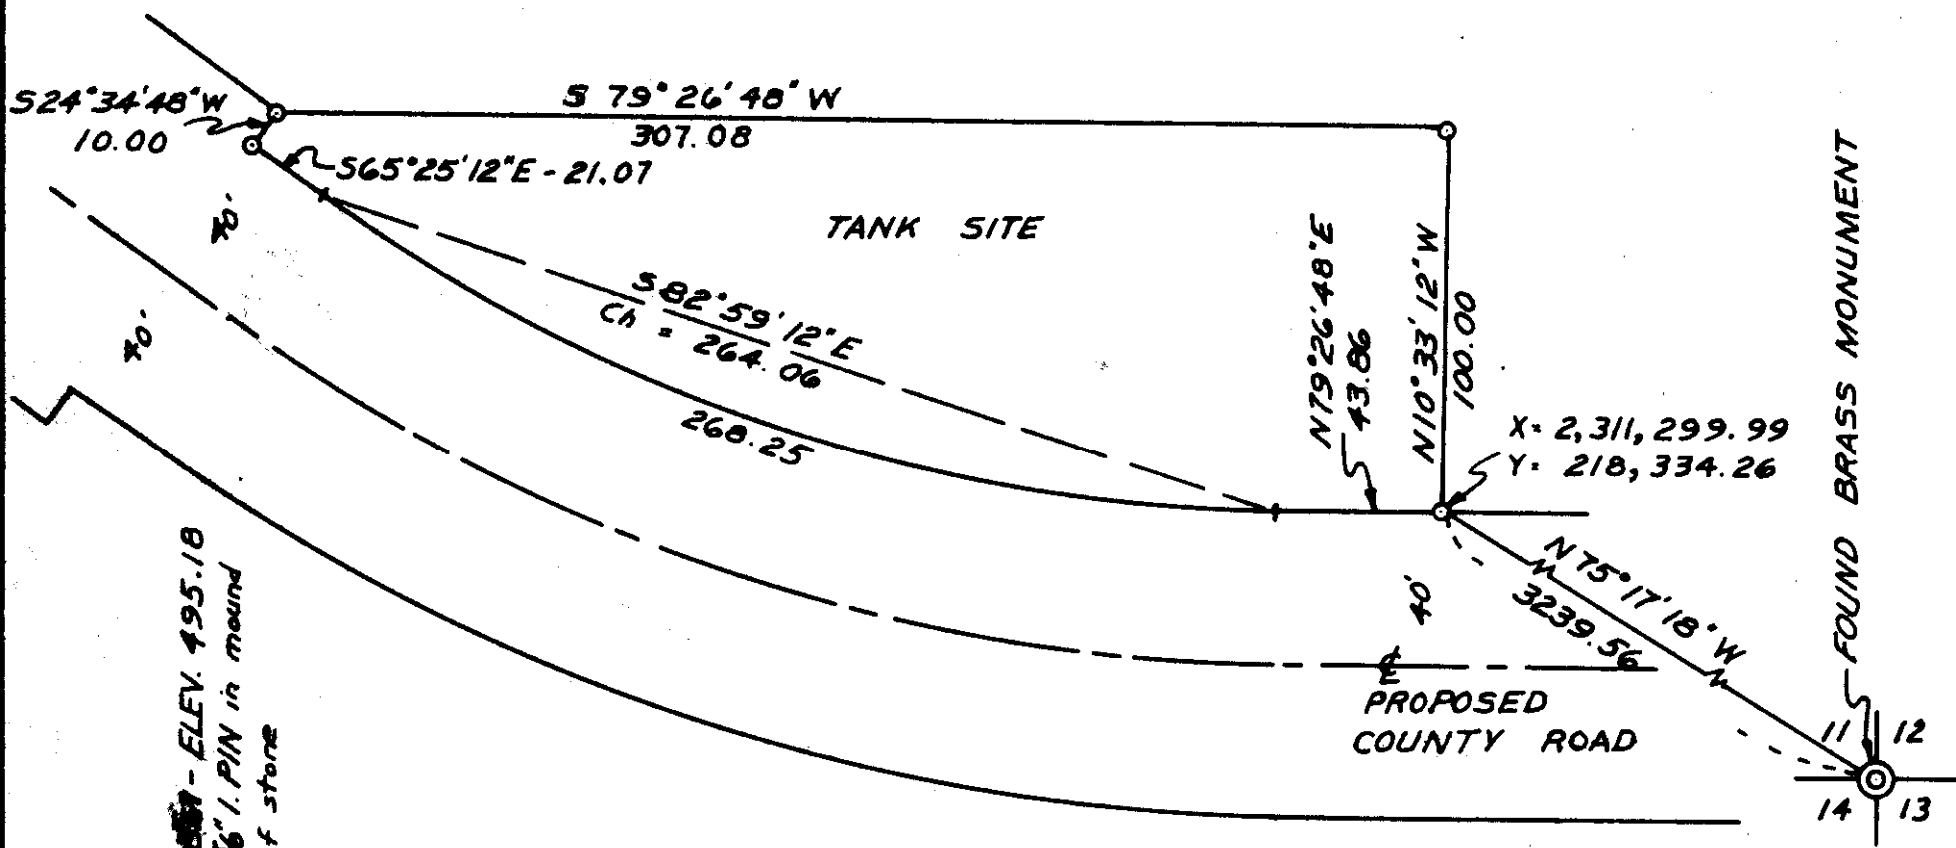 S24°34'48"W
10.00
S 79°26'48" W
307.08
S65°25'12"E - 21.07
TANK SITE
S82°59'12"E
Ch = 264.06
268.25
N79°26'48"E
43.86
N10°33'12"W
100.00
X= 2,311,299.99
Y= 218,334.26
FOUND BRASS MONUMENT
N75°17'18"W
3239.56
40'
PROPOSED
COUNTY ROAD
11 12
14 13
- ELEV. 495.18
6" I. PIN in mound
f stone